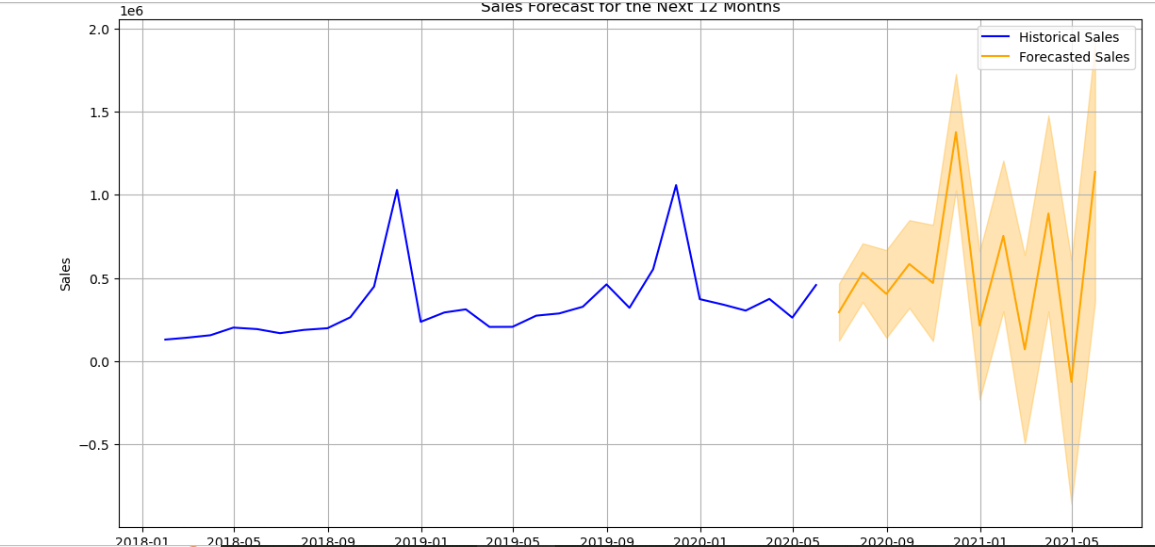 Sales Forecast for the Next 12 Months
1e6
2.0
1.5
1.0
0.5
0.0
−0.5
Sales
Historical Sales
Forecasted Sales
2018-01 2018-05 2018-09 2019-01 2019-05 2019-09 2020-01 2020-05 2020-09 2021-01 2021-05